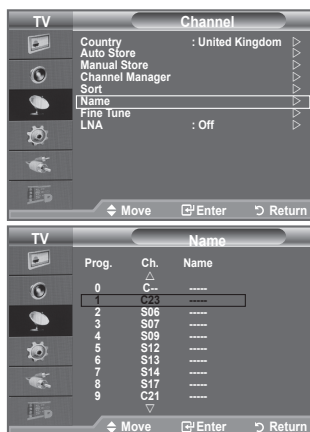 TV Channel
Country : United Kingdom ▷
Auto Store ▷
Manual Store ▷
Channel Manager ▷
Sort ▷
Name ▷
Fine Tune ▷
LNA : Off ▷
Move Enter Return
TV Name
Prog. Ch. Name
△
0 C-- -----
1 C23 -----
2 S06 -----
3 S07 -----
4 S09 -----
5 S12 -----
6 S13 -----
7 S14 -----
8 S17 -----
9 C21 -----
▽
Move Enter Return